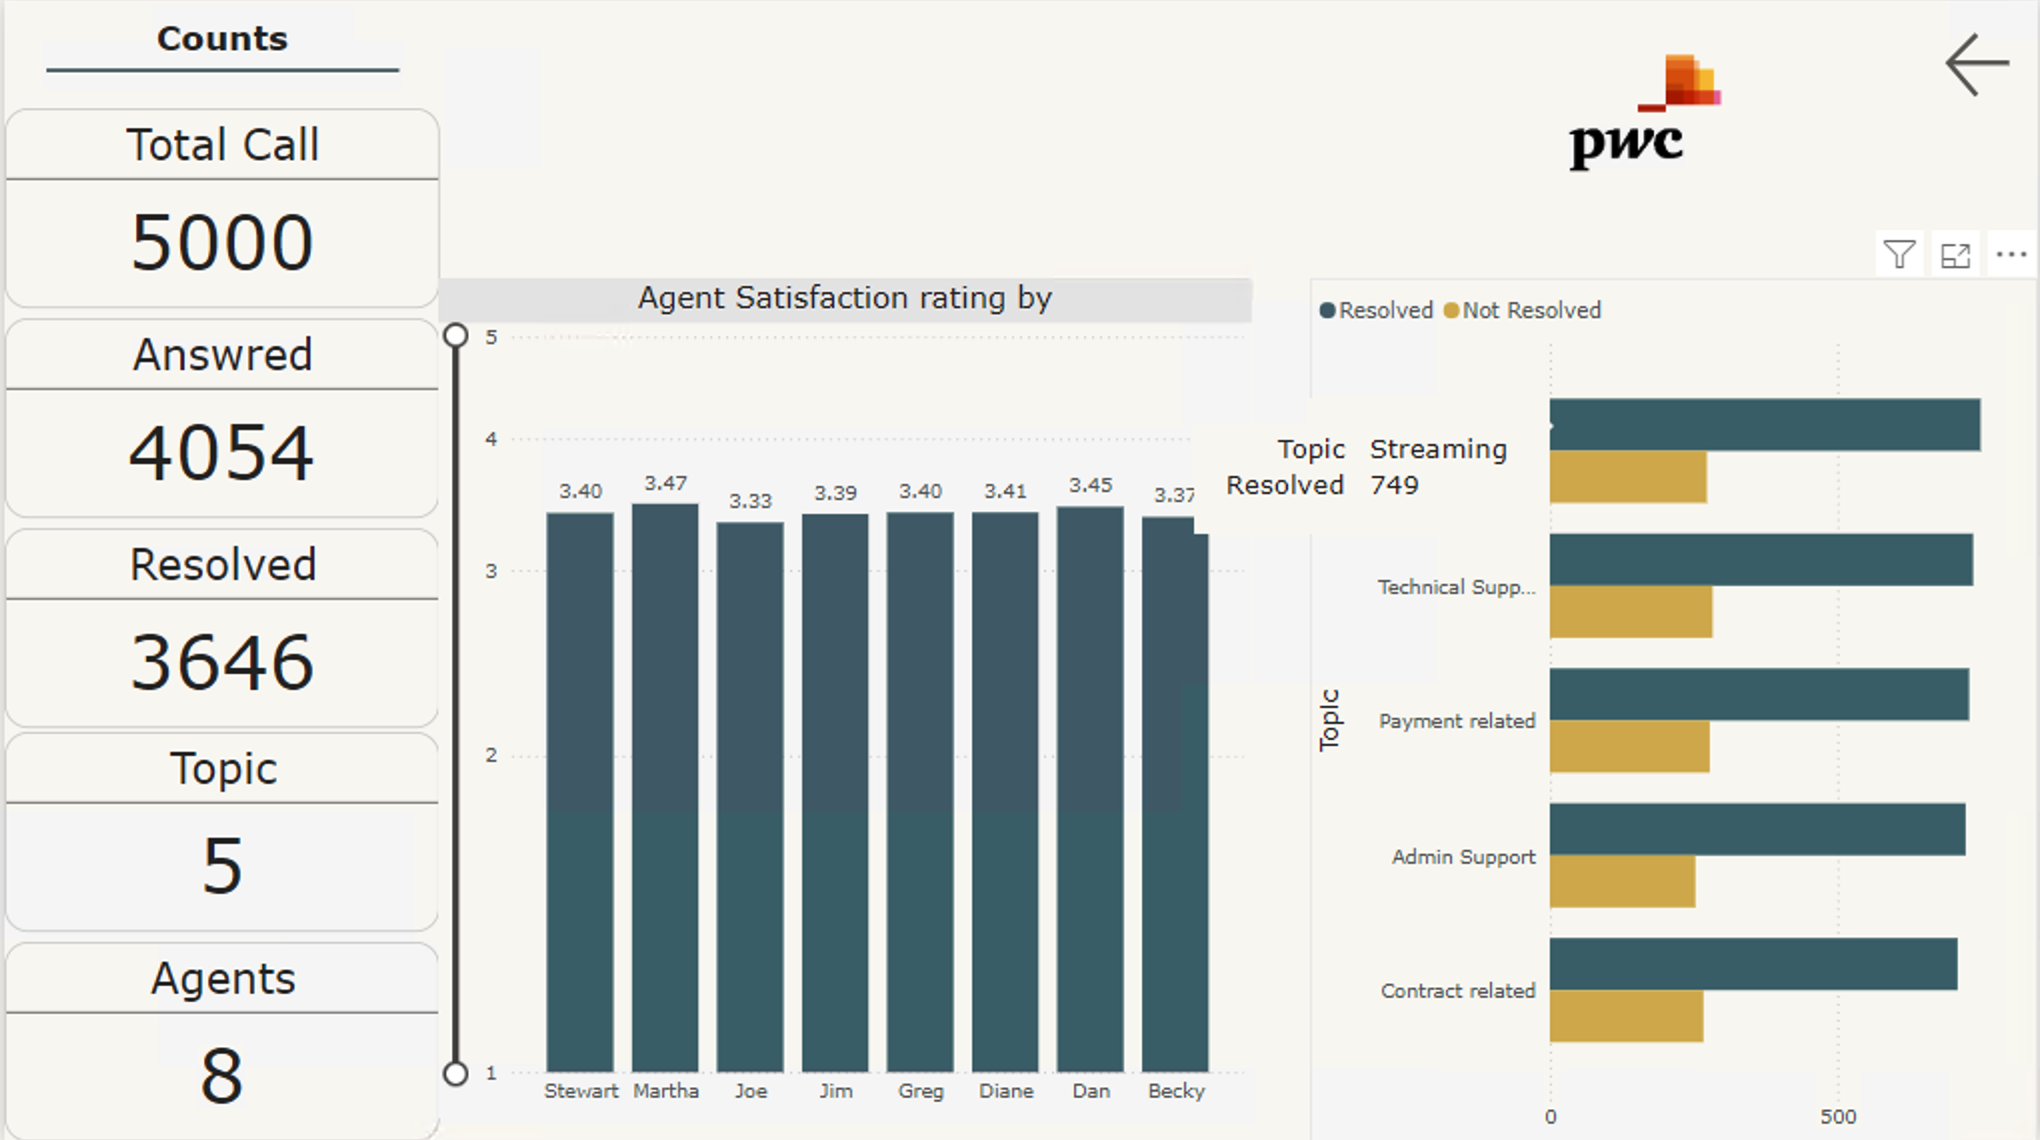 Counts
Total Call
5000
Answred
4054
Resolved
3646
Topic
5
Agents
8
Agent Satisfaction rating by
5
4
3
2
1
3.40
3.47
3.33
3.39
3.40
3.41
3.45
3.37
Stewart
Martha
Joe
Jim
Greg
Diane
Dan
Becky
pwc
Resolved
Not Resolved
Topic Streaming
Resolved 749
Topic
Technical Supp...
Payment related
Admin Support
Contract related
0
500